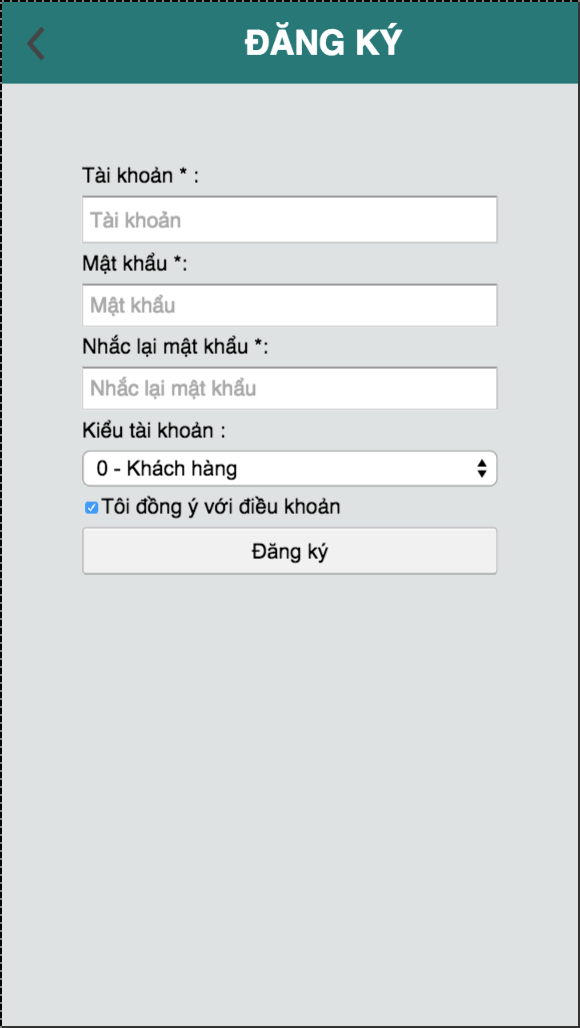 ĐĂNG KÝ
Tài khoản * :
Tài khoản
Mật khẩu *:
Mật khẩu
Nhắc lại mật khẩu *:
Nhắc lại mật khẩu
Kiểu tài khoản :
0 - Khách hàng
Tôi đồng ý với điều khoản
Đăng ký